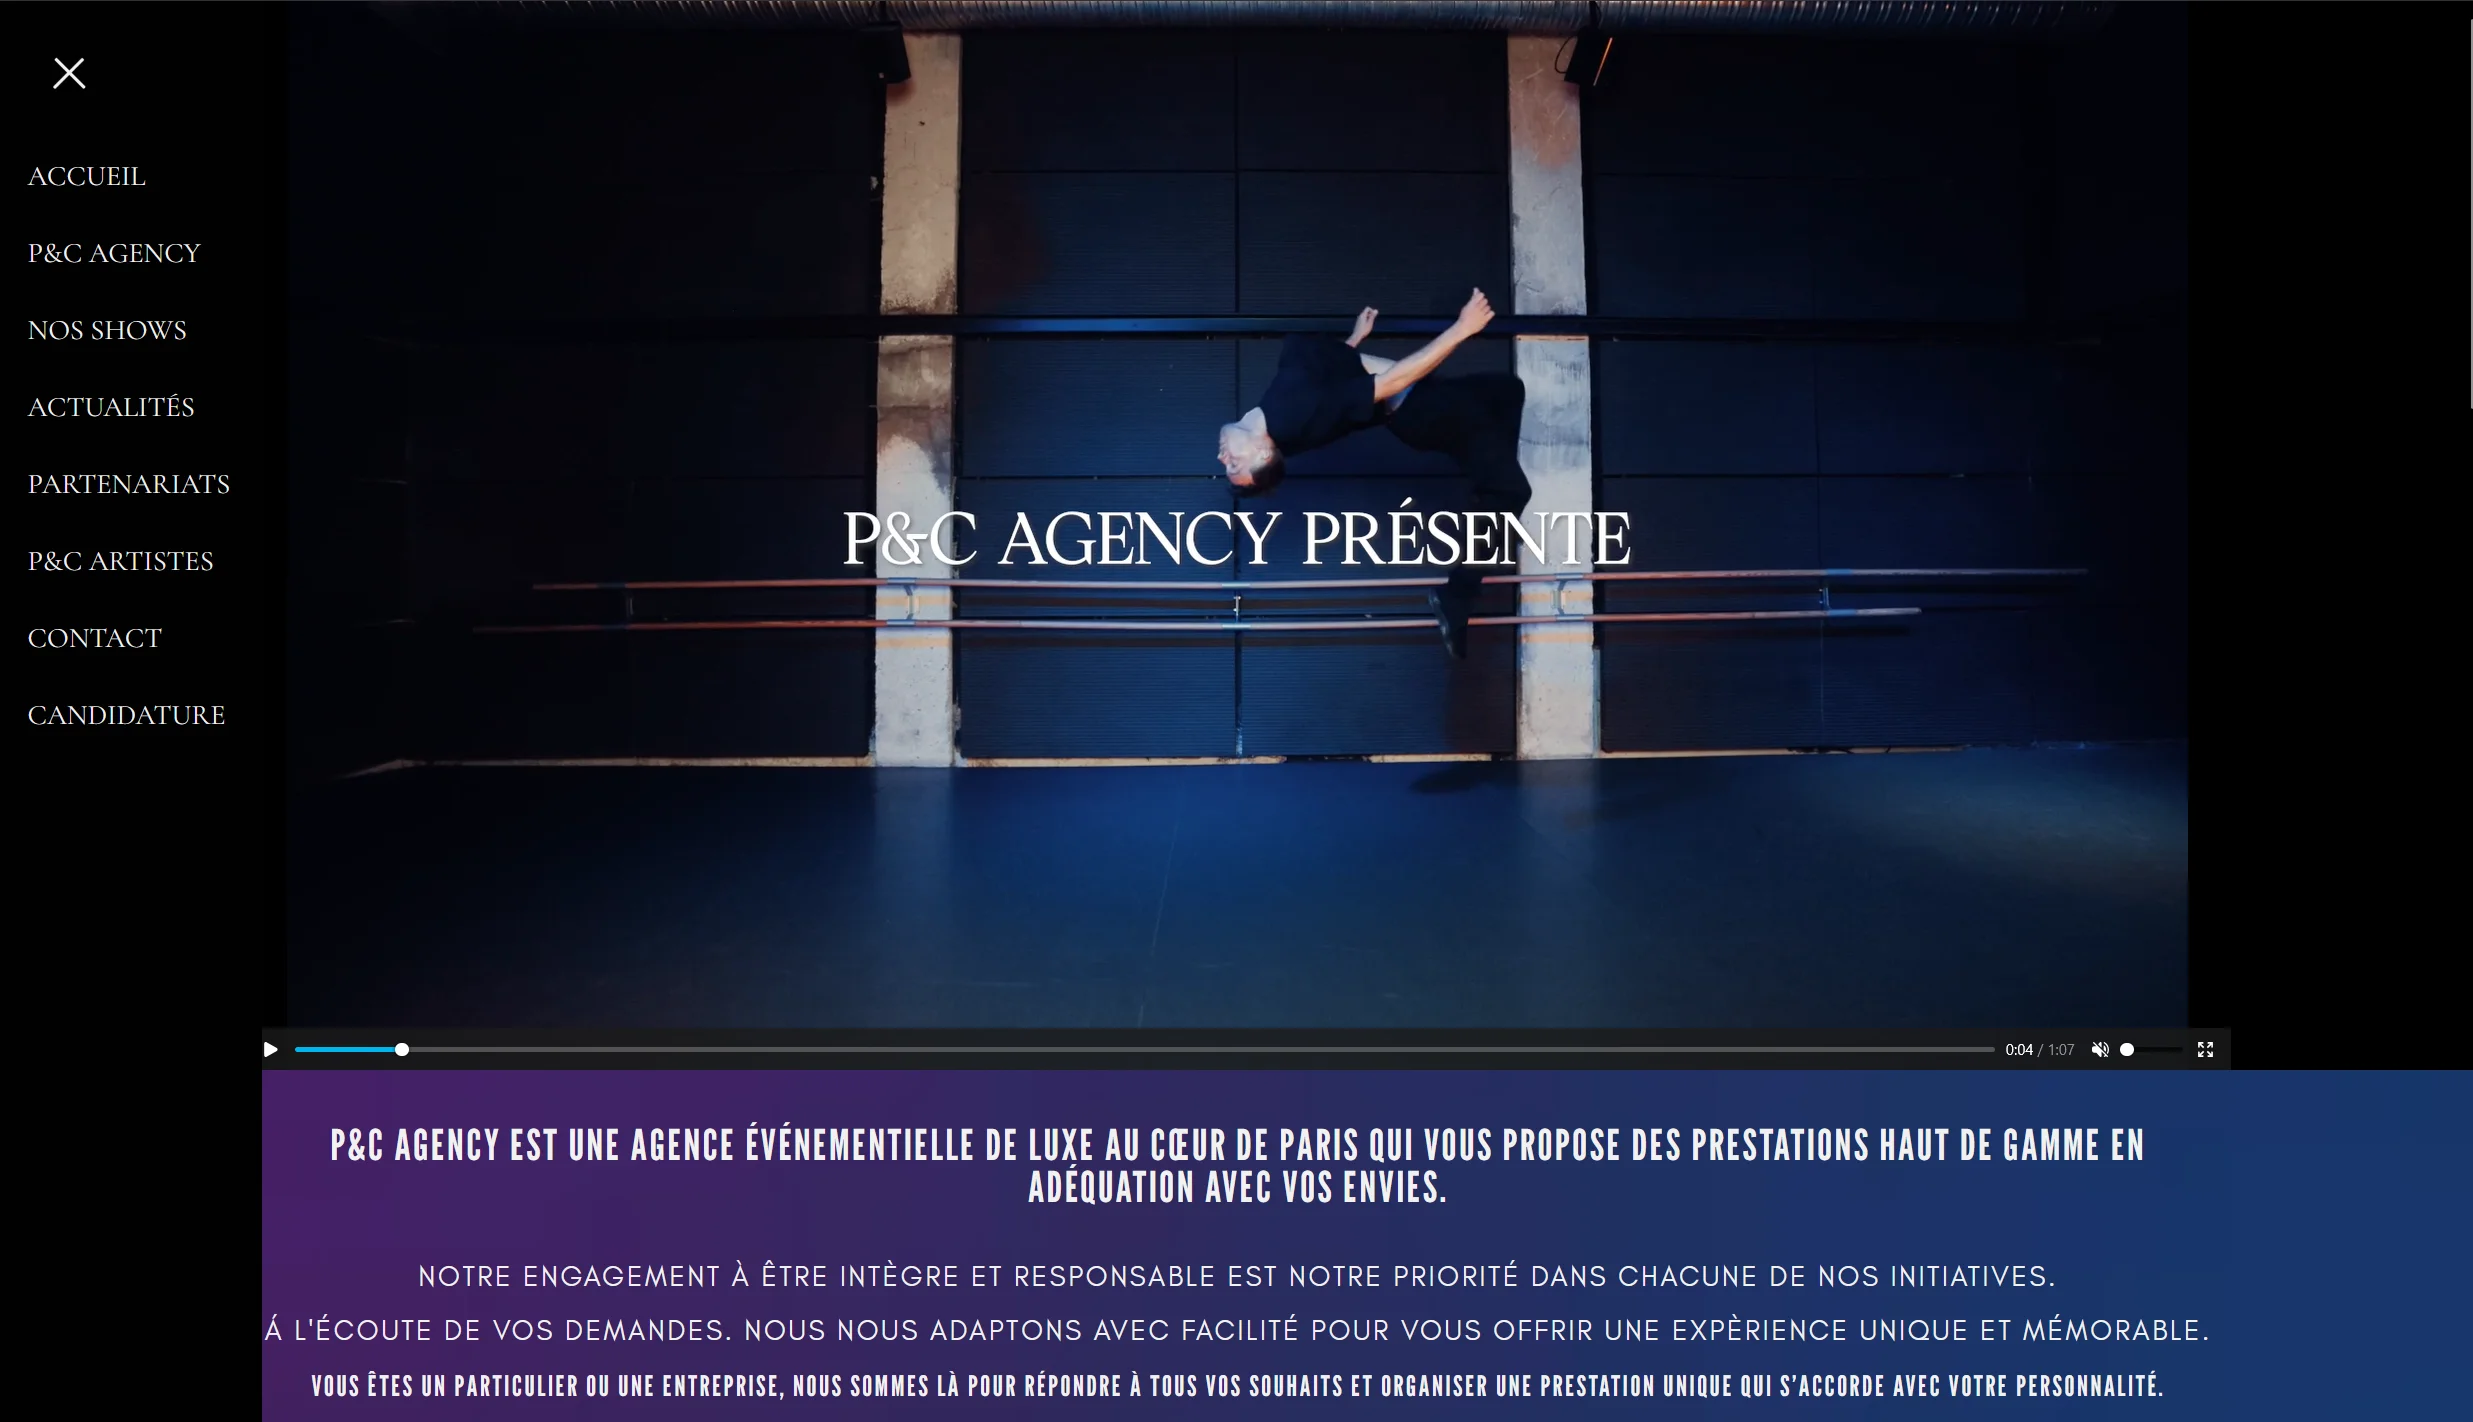 ACCUEIL
P&C AGENCY
NOS SHOWS
ACTUALITÉS
PARTENARIATS
P&C ARTISTES
CONTACT
CANDIDATURE
P&C AGENCY PRÉSENTE
0:04 / 1:07
P&C AGENCY EST UNE AGENCE ÉVÉNEMENTIELLE DE LUXE AU CŒUR DE PARIS QUI VOUS PROPOSE DES PRESTATIONS HAUT DE GAMME EN
ADÉQUATION AVEC VOS ENVIES.
NOTRE ENGAGEMENT À ÊTRE INTÈGRE ET RESPONSABLE EST NOTRE PRIORITÉ DANS CHACUNE DE NOS INITIATIVES.
Á L'ÉCOUTE DE VOS DEMANDES. NOUS NOUS ADAPTONS AVEC FACILITÉ POUR VOUS OFFRIR UNE EXPÈRIENCE UNIQUE ET MÉMORABLE.
VOUS ÊTES UN PARTICULIER OU UNE ENTREPRISE, NOUS SOMMES LÀ POUR RÉPONDRE À TOUS VOS SOUHAITS ET ORGANISER UNE PRESTATION UNIQUE QUI S’ACCORDE AVEC VOTRE PERSONNALITÉ.